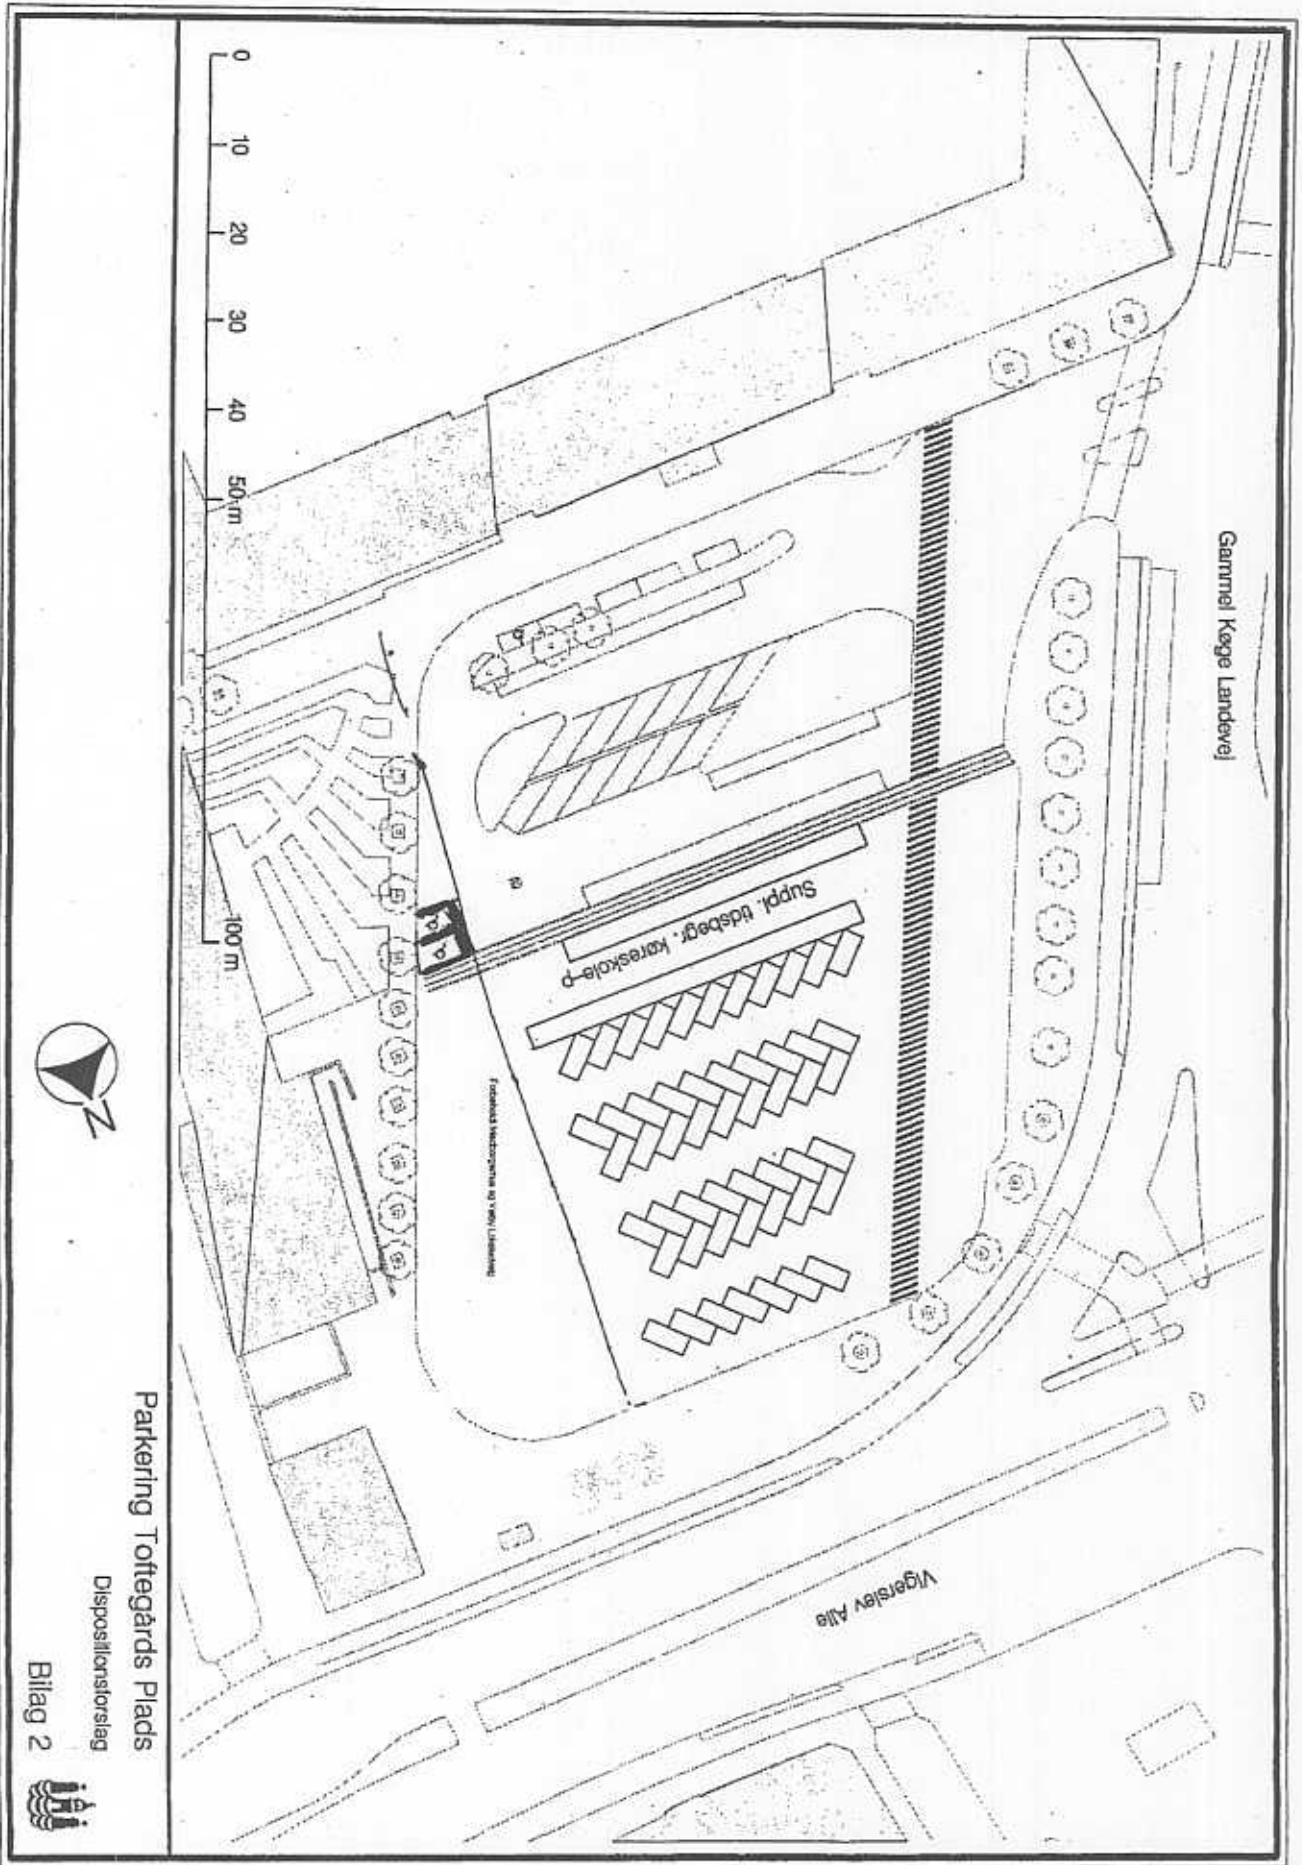 Gammel Køge Landevej
Suppl. tidsbegr. køreskole-p
Vigerslev Alle
P
P
0
10
20
30
40
50 m
100 m
N
Parkering Toftegårds Plads
Dispositionsforslag
Bilag 2